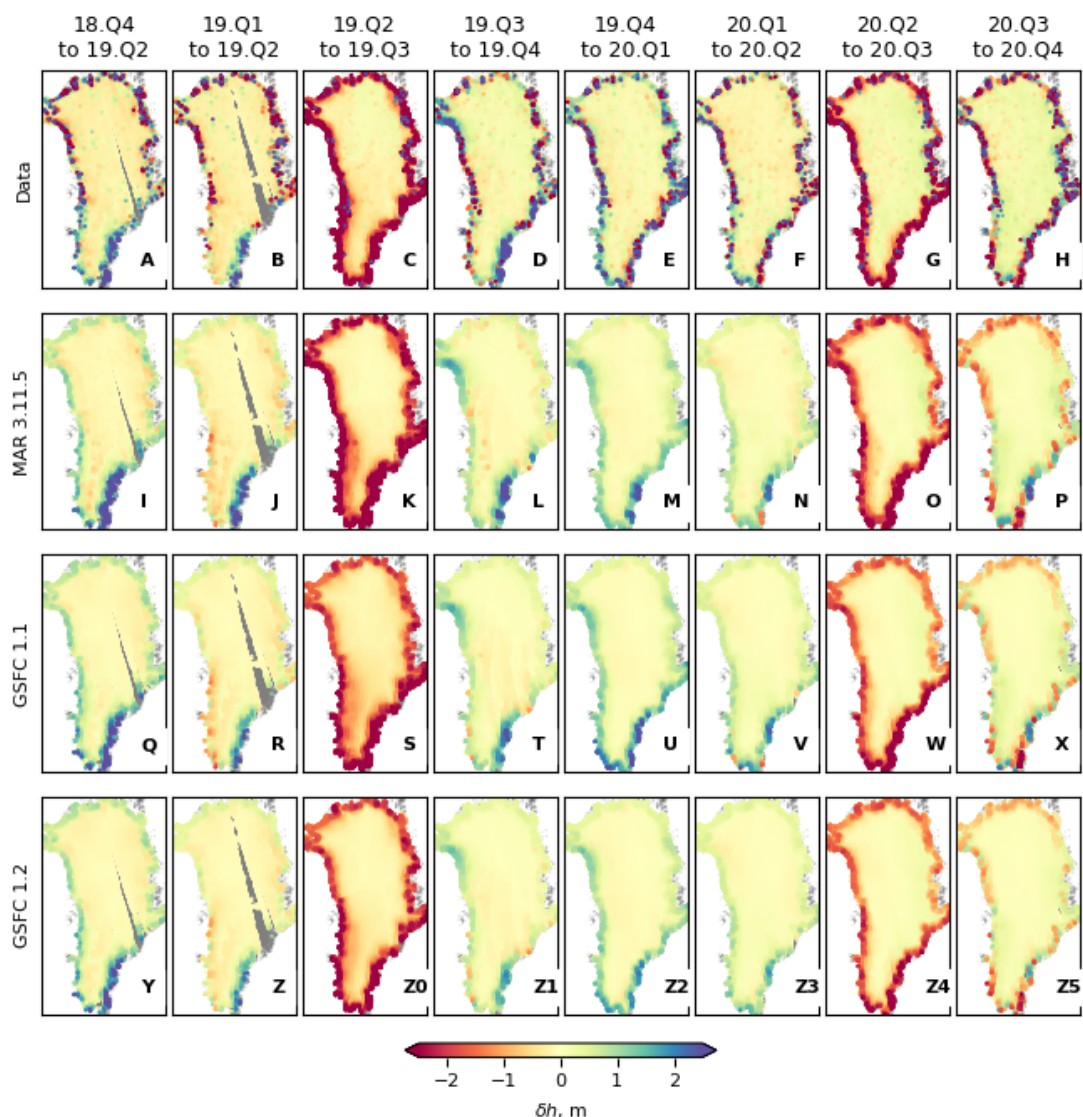 18.Q4 19.Q1 19.Q2 19.Q3 19.Q4 20.Q1 20.Q2 20.Q3
to 19.Q2 to 19.Q2 to 19.Q3 to 19.Q4 to 20.Q1 to 20.Q2 to 20.Q3 to 20.Q4
Data
A B C D E F G H
MAR 3.11.5
I J K L M N O P
GSFC 1.1
Q R S T U V W X
GSFC 1.2
Y Z Z0 Z1 Z2 Z3 Z4 Z5
−2 −1 0 1 2
δh, m